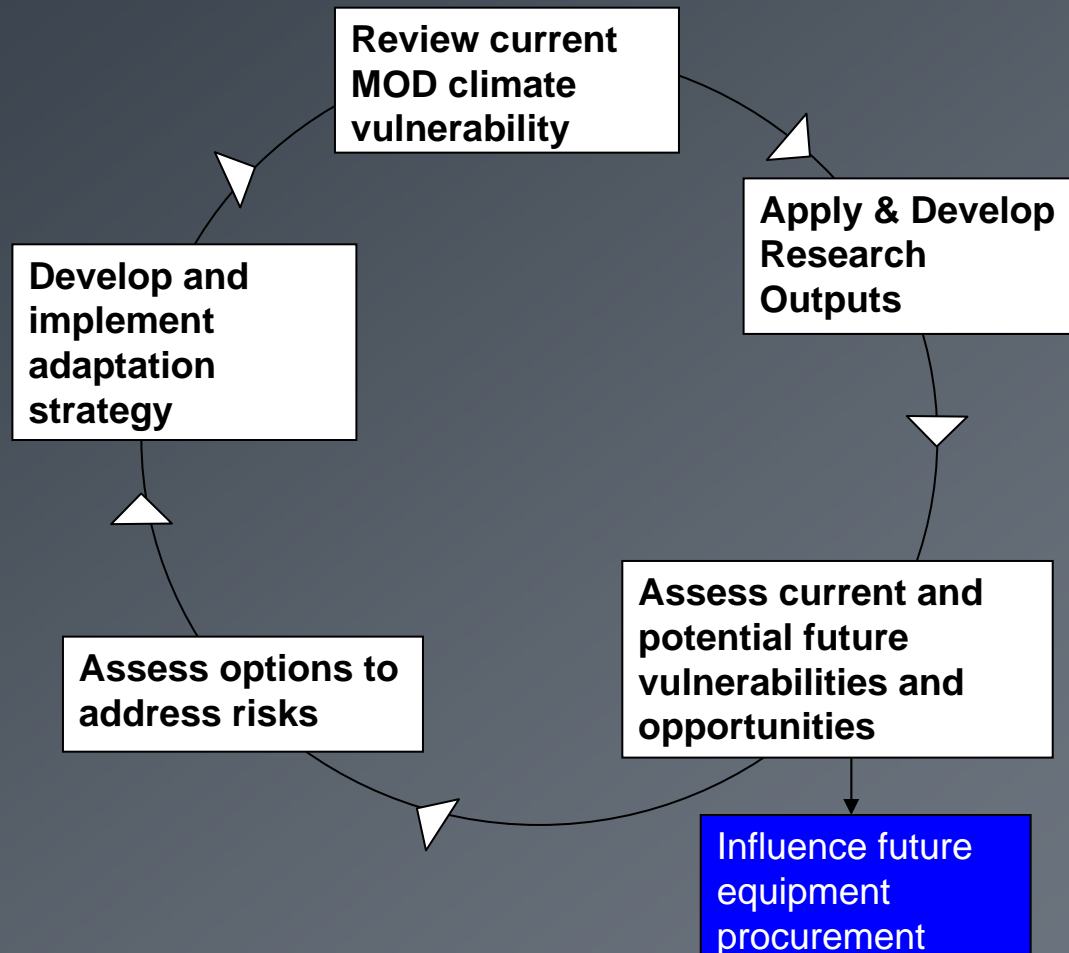 Review current
MOD climate
vulnerability
Apply & Develop
Research
Outputs
Assess current and
potential future
vulnerabilities and
opportunities
Influence future
equipment
procurement
Assess options to
address risks
Develop and
implement
adaptation
strategy